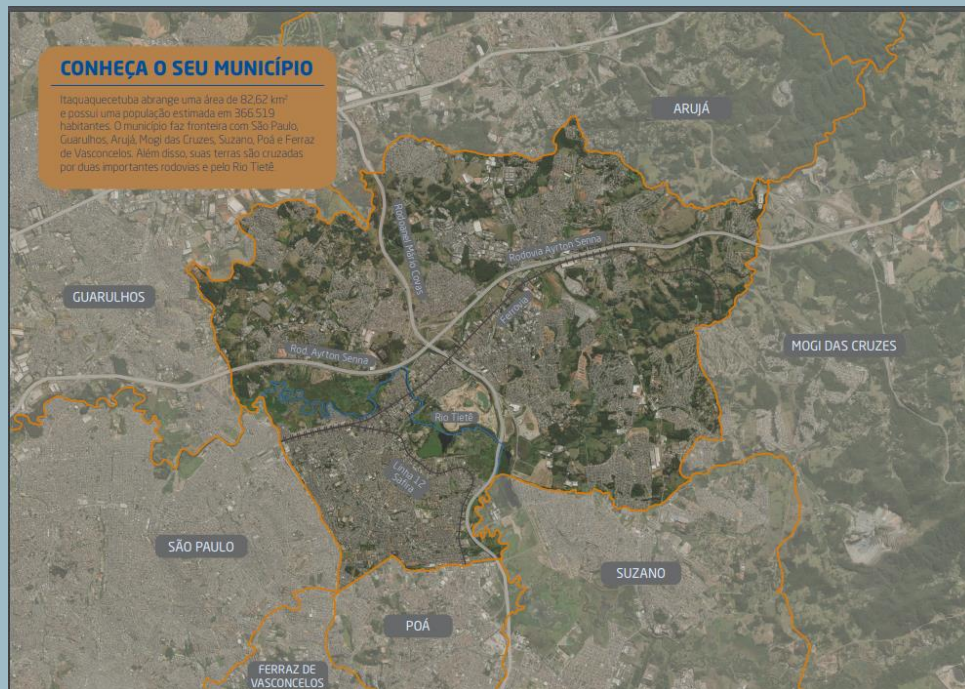 CONHEÇA O SEU MUNICÍPIO
Itaquaquecetuba abrange uma área de 82,62 km²
e possui uma população estimada em 366.519
habitantes. O município faz fronteira com São Paulo,
Guarulhos, Arujá, Mogi das Cruzes, Suzano, Poá e Ferraz
de Vasconcelos. Além disso, suas terras são cruzadas
por duas importantes rodovias e pelo Rio Tietê.
ARUJÁ
Rodoanel Mário Covas
Rodovia Ayrton Senna
GUARULHOS
Ferrovia
MOGI DAS CRUZES
Rod. Ayrton Senna
Rio Tietê
Linha 12
Safira
SÃO PAULO
SUZANO
POÁ
FERRAZ DE
VASCONCELOS